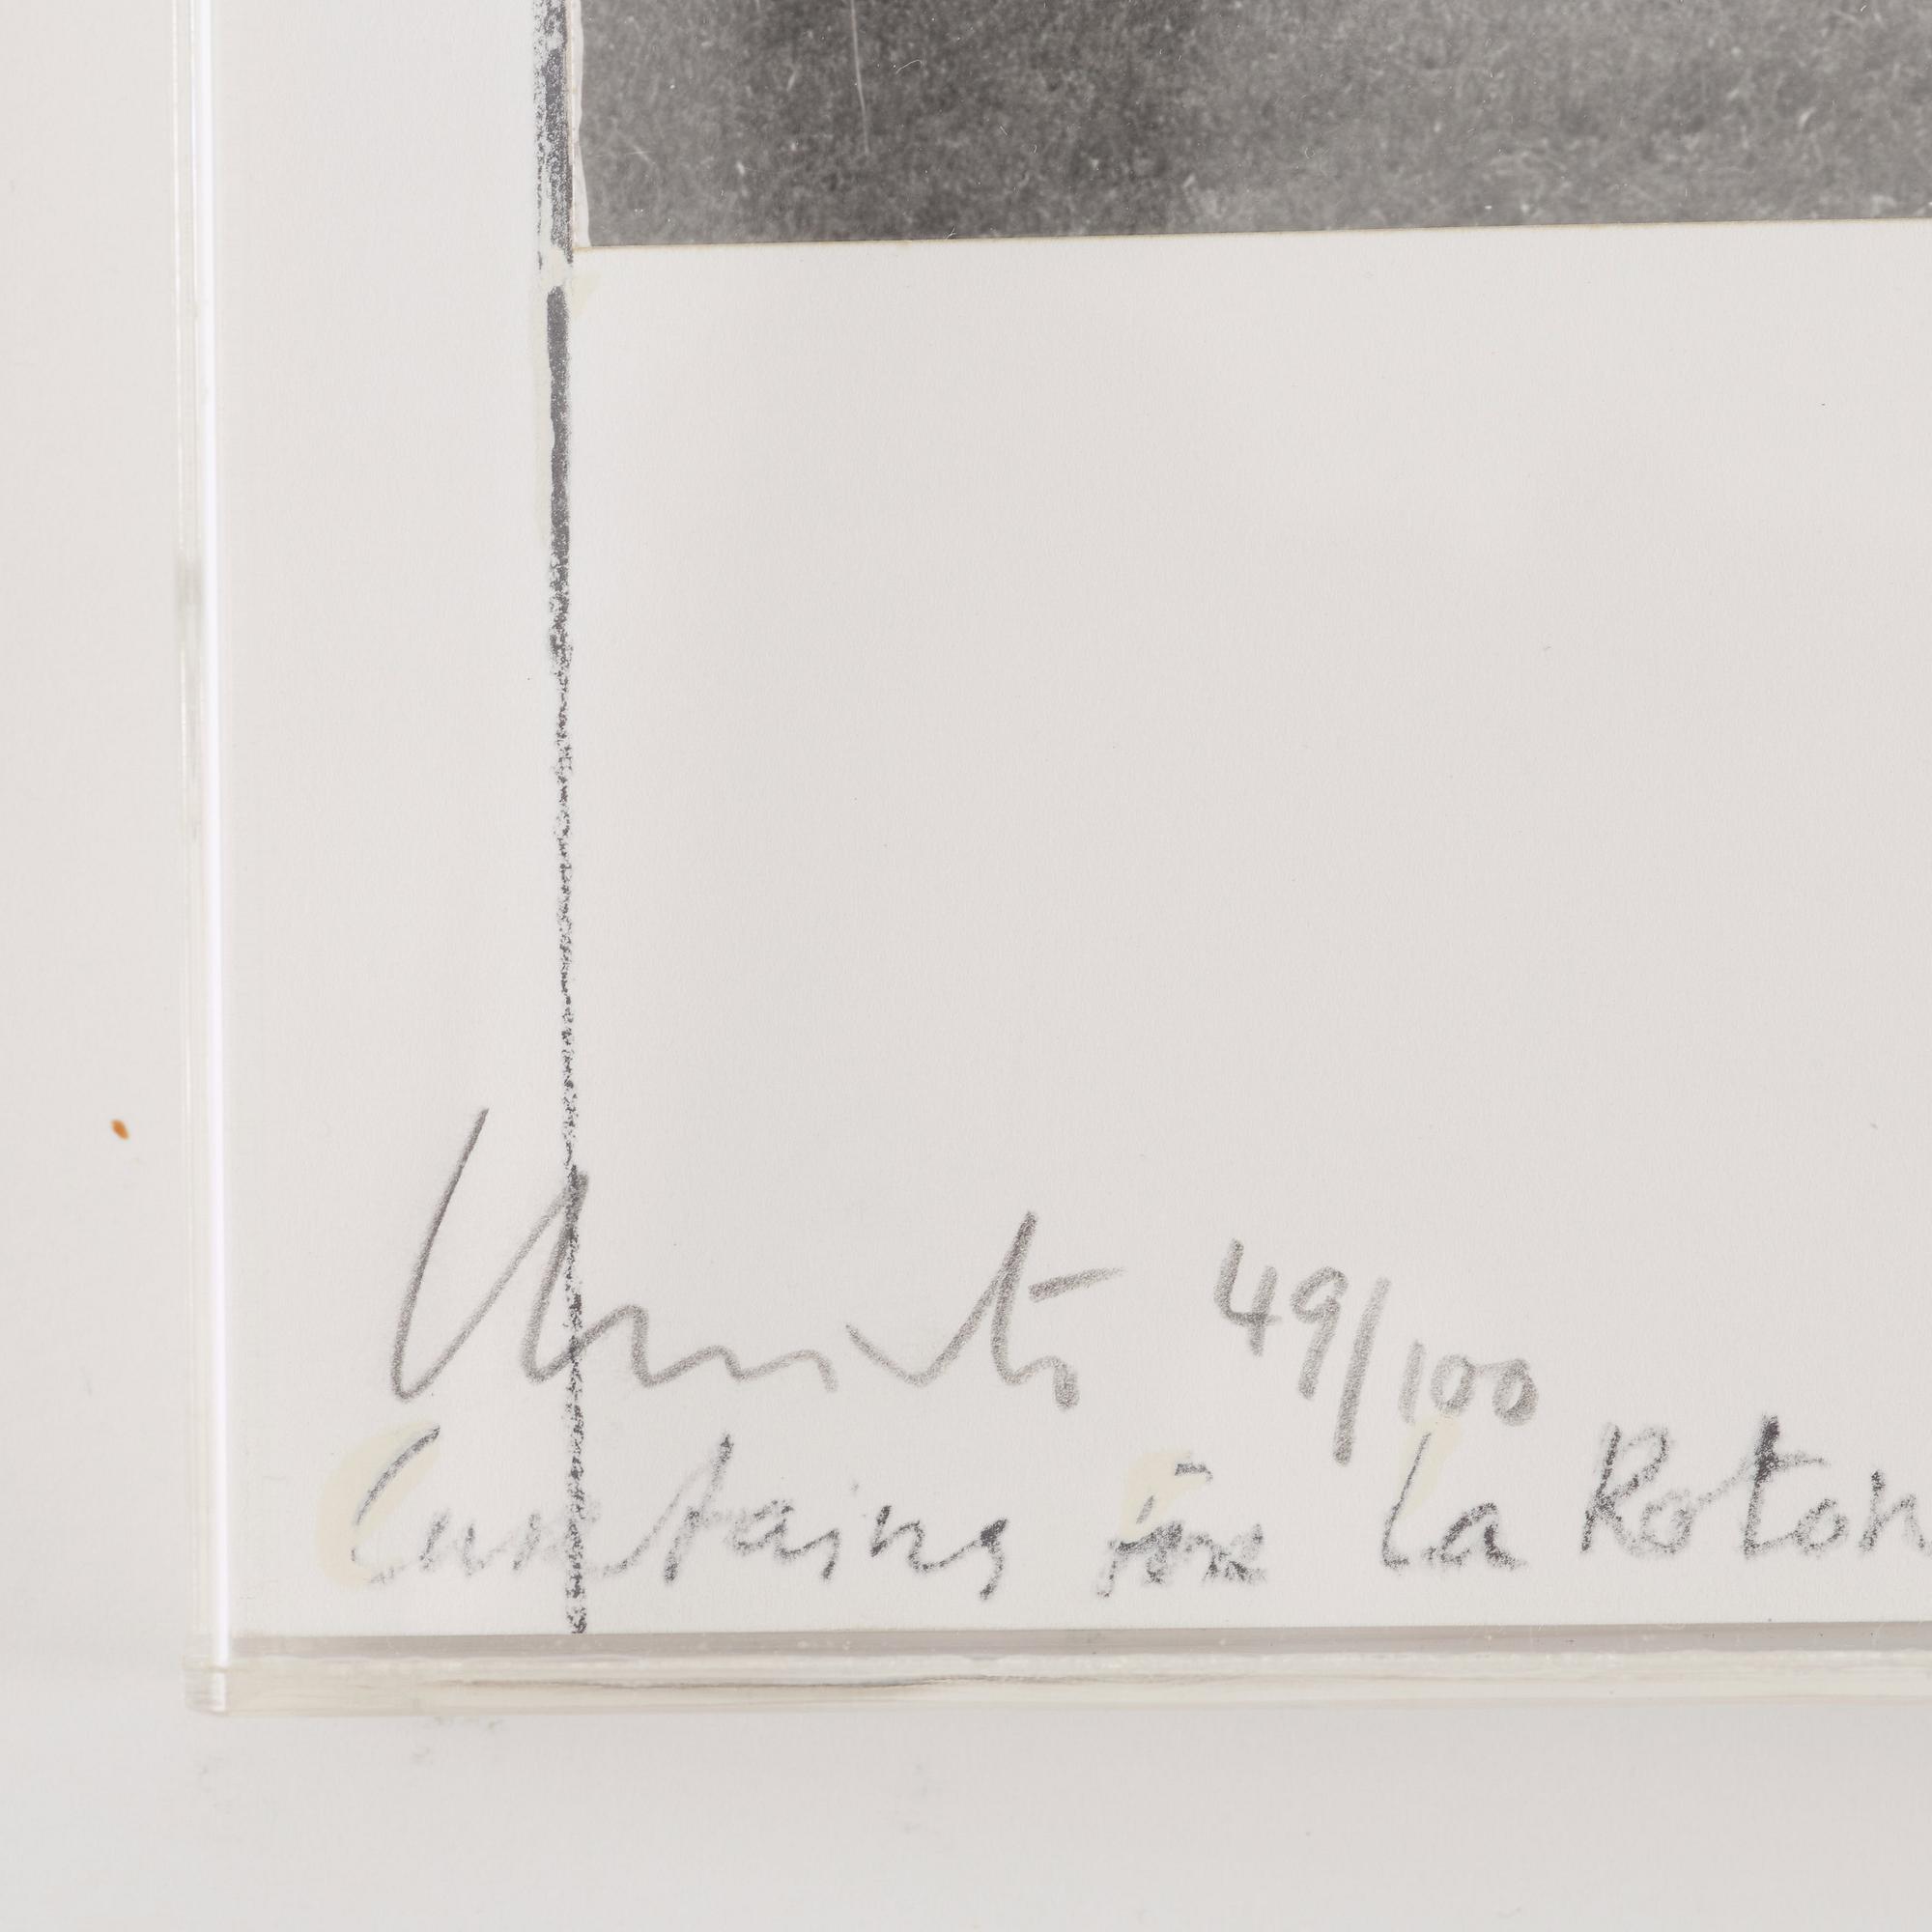 Christo 49/100
Curtains for La Roton